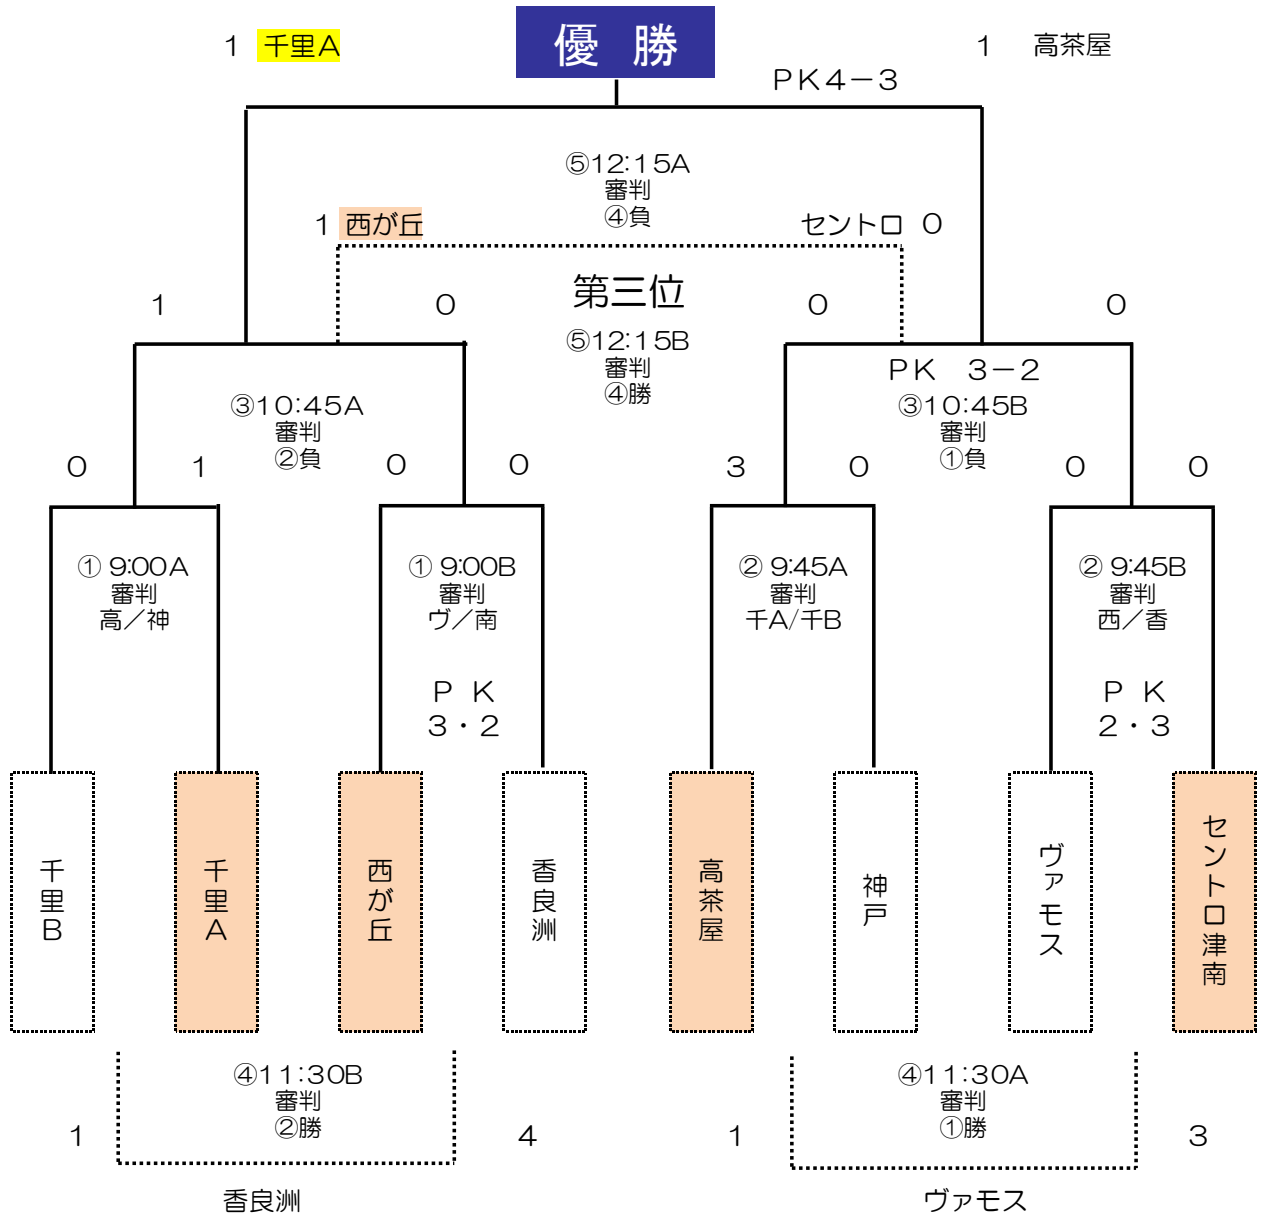 1 千里A
優 勝
1 高茶屋
PK4－3
⑤12:15A
審判
④負
1 西が丘
セントロ 0
第三位
⑤12:15B
審判
④勝
1
0
0
0
PK 3－2
③10:45A
審判
②負
③10:45B
審判
①負
0
1
0
0
3
0
0
0
① 9:00A
審判
高／神
① 9:00B
審判
ヴ／南
PK
3・2
② 9:45A
審判
千A/千B
② 9:45B
審判
西／香
PK
2・3
千里B
千里A
西が丘
香良洲
高茶屋
神戸
ヴァモス
セントロ津南
④11:30B
審判
②勝
1
4
香良洲
④11:30A
審判
①勝
1
3
ヴァモス